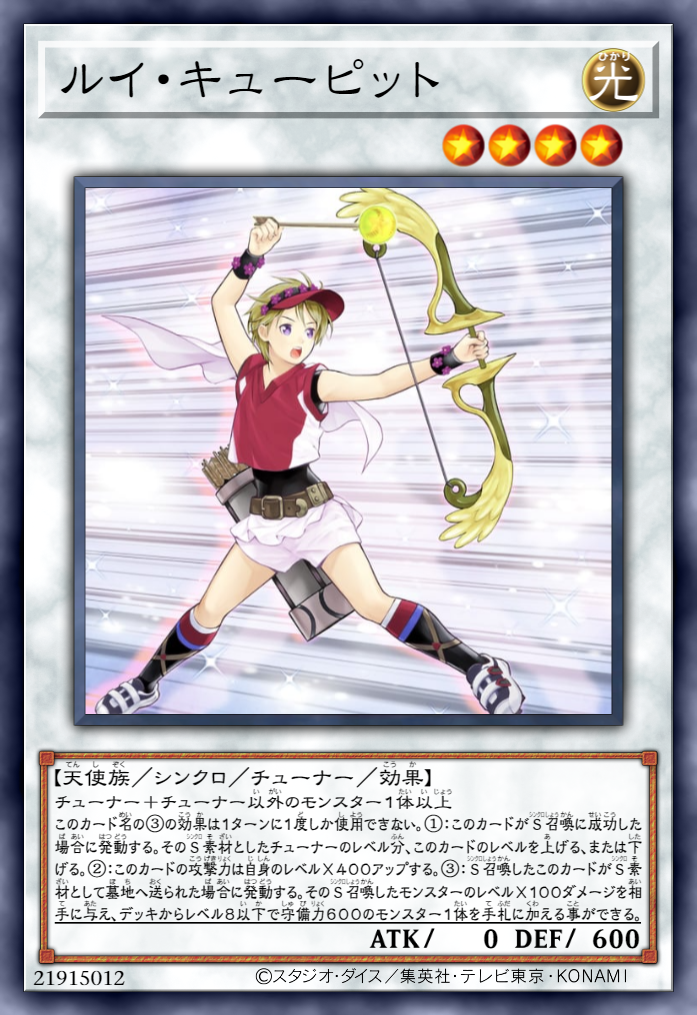 ルイ・キューピット
光
【天使族／シンクロ／チューナー／効果】
チューナー＋チューナー以外のモンスター１体以上
このカード名の③の効果は１ターンに１度しか使用できない。①：このカードがＳ召喚に成功した
場合に発動する。そのＳ素材としたチューナーのレベル分、このカードのレベルを上げる、または下
げる。②：このカードの攻撃力は自身のレベル×４００アップする。③：Ｓ召喚したこのカードがＳ素
材として墓地へ送られた場合に発動する。そのＳ召喚したモンスターのレベル×１００ダメージを相
手に与え、デッキからレベル８以下で守備力６００のモンスター１体を手札に加える事ができる。
ATK/ 0 DEF/ 600
21915012 ©スタジオ・ダイス／集英社・テレビ東京・KONAMI